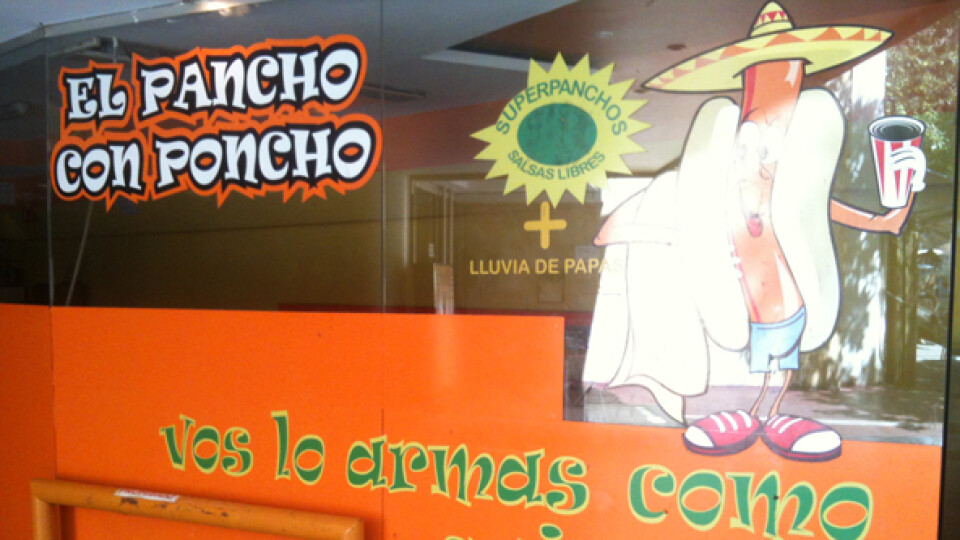 EL PANCHO
CON PONCHO
SUPERPANCHOS
SALSAS LIBRES
+
LLUVIA DE PAPAS
vos lo armas como